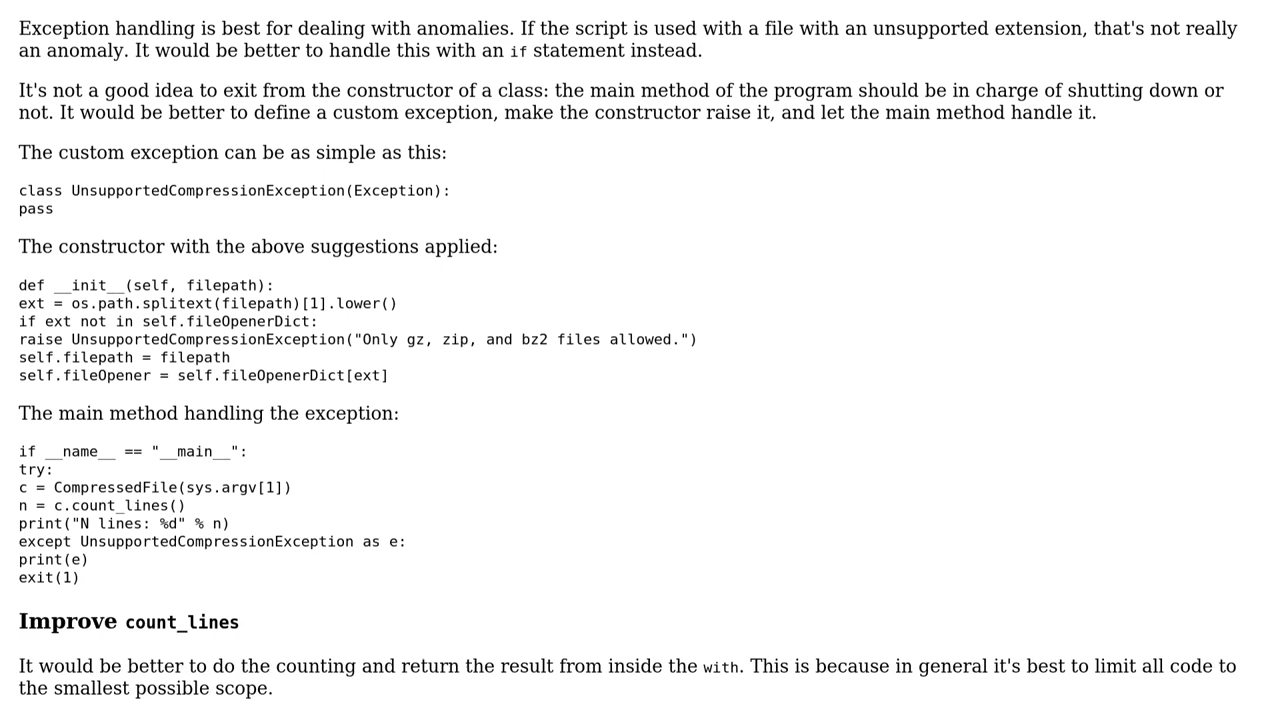 Exception handling is best for dealing with anomalies. If the script is used with a file with an unsupported extension, that's not really
an anomaly. It would be better to handle this with an if statement instead.
It's not a good idea to exit from the constructor of a class: the main method of the program should be in charge of shutting down or
not. It would be better to define a custom exception, make the constructor raise it, and let the main method handle it.
The custom exception can be as simple as this:
class UnsupportedCompressionException(Exception):
pass
The constructor with the above suggestions applied:
def __init__(self, filepath):
ext = os.path.splitext(filepath)[1].lower()
if ext not in self.fileOpenerDict:
raise UnsupportedCompressionException("Only gz, zip, and bz2 files allowed.")
self.filepath = filepath
self.fileOpener = self.fileOpenerDict[ext]
The main method handling the exception:
if __name__ == "__main__":
try:
c = CompressedFile(sys.argv[1])
n = c.count_lines()
print("N lines: %d" % n)
except UnsupportedCompressionException as e:
print(e)
exit(1)
Improve count_lines
It would be better to do the counting and return the result from inside the with. This is because in general it's best to limit all code to
the smallest possible scope.